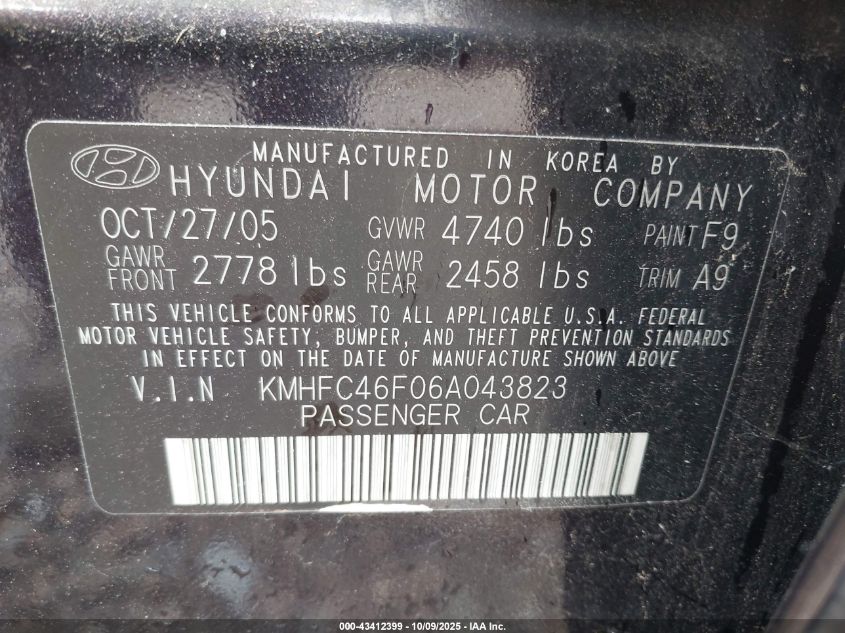 MANUFACTURED IN KOREA BY
HYUNDAI MOTOR COMPANY
OCT/27/05 GVWR 4740 lbs PAINT F9
GAWR FRONT 2778 lbs GAWR REAR 2458 lbs TRIM A9
THIS VEHICLE CONFORMS TO ALL APPLICABLE U.S.A. FEDERAL
MOTOR VEHICLE SAFETY, BUMPER, AND THEFT PREVENTION STANDARDS
IN EFFECT ON THE DATE OF MANUFACTURE SHOWN ABOVE
V.I.N KMHFC46F06A043823
PASSENGER CAR
000-43412399 - 10/09/2025 - IAA Inc.